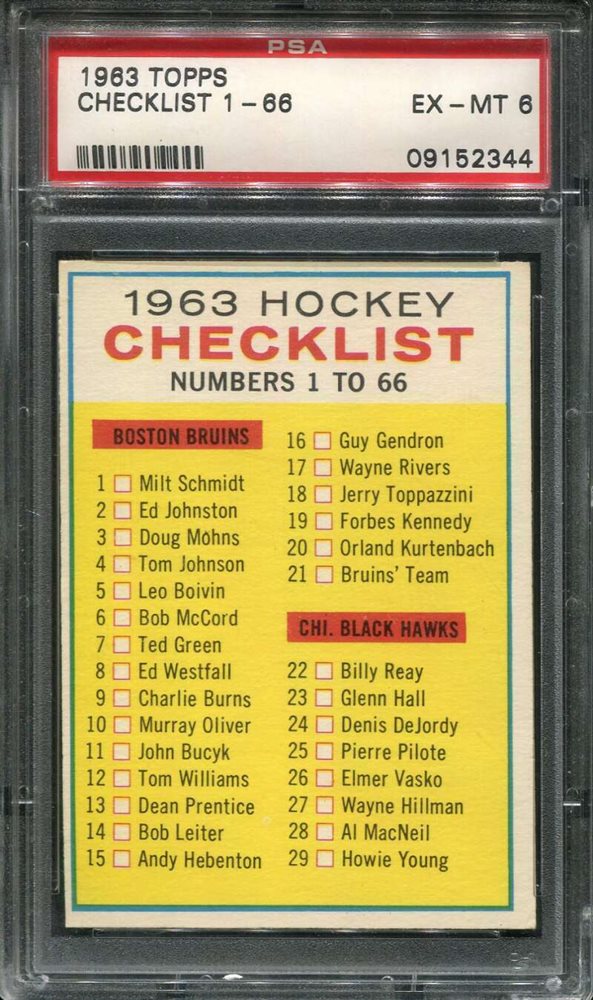 PSA
1963 TOPPS
CHECKLIST 1-66
EX-MT 6
09152344
1963 HOCKEY
CHECKLIST
NUMBERS 1 TO 66
BOSTON BRUINS
1 Milt Schmidt
2 Ed Johnston
3 Doug Mohns
4 Tom Johnson
5 Leo Boivin
6 Bob McCord
7 Ted Green
8 Ed Westfall
9 Charlie Burns
10 Murray Oliver
11 John Bucyk
12 Tom Williams
13 Dean Prentice
14 Bob Leiter
15 Andy Hebenton
16 Guy Gendron
17 Wayne Rivers
18 Jerry Toppazzini
19 Forbes Kennedy
20 Orland Kurtenbach
21 Bruins' Team
CHI. BLACK HAWKS
22 Billy Reay
23 Glenn Hall
24 Denis DeJordy
25 Pierre Pilote
26 Elmer Vasko
27 Wayne Hillman
28 Al MacNeil
29 Howie Young